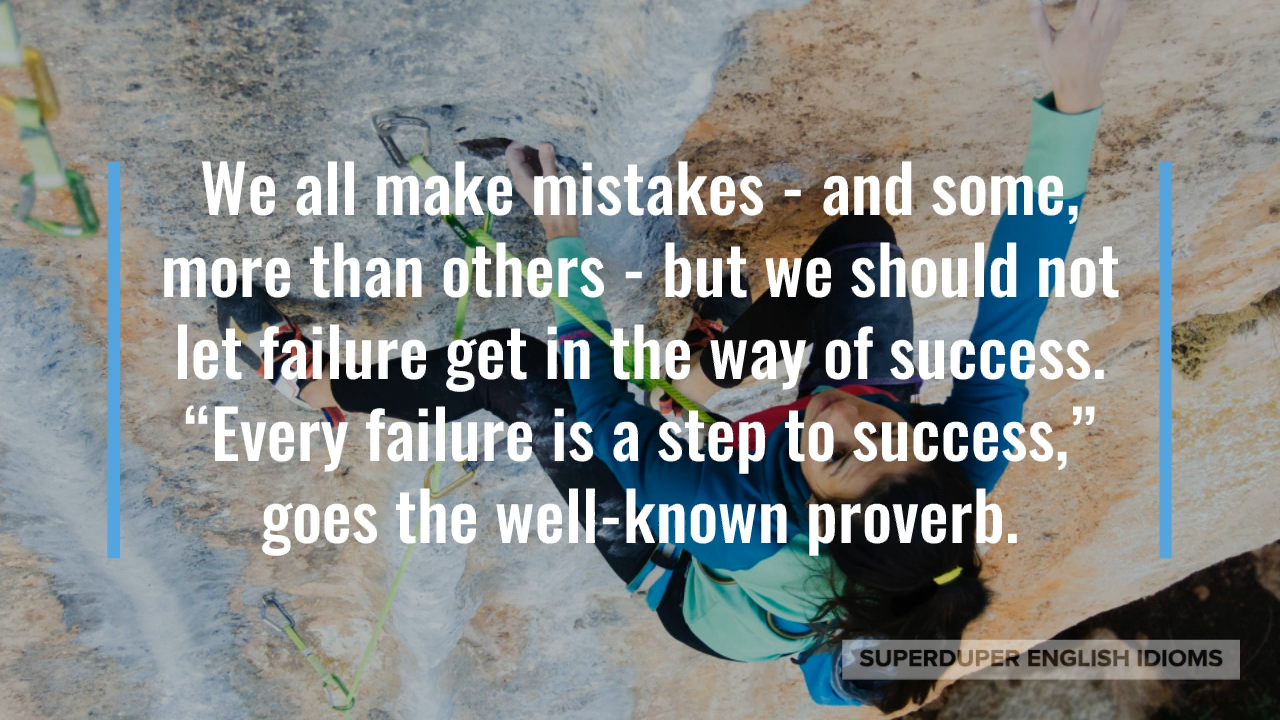 We all make mistakes - and some,
more than others - but we should not
let failure get in the way of success.
“Every failure is a step to success,”
goes the well-known proverb.
SUPERDUPER ENGLISH IDIOMS